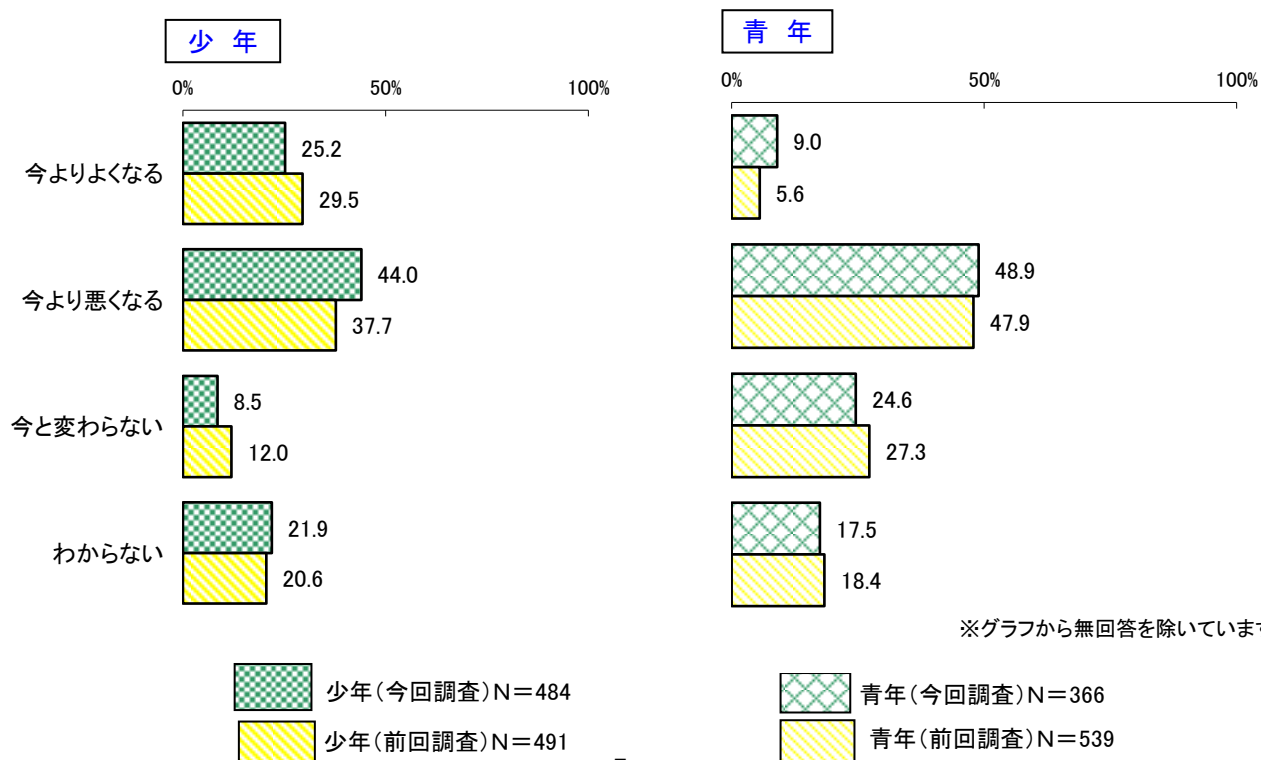 少 年
0% 50% 100%
今よりよくなる 25.2
29.5
今より悪くなる 44.0
37.7
今と変わらない 8.5
12.0
わからない 21.9
20.6
少年(今回調査)N=484
少年(前回調査)N=491
青 年
0% 50% 100%
9.0
5.6
48.9
47.9
24.6
27.3
17.5
18.4
※グラフから無回答を除いています
青年(今回調査)N=366
青年(前回調査)N=539